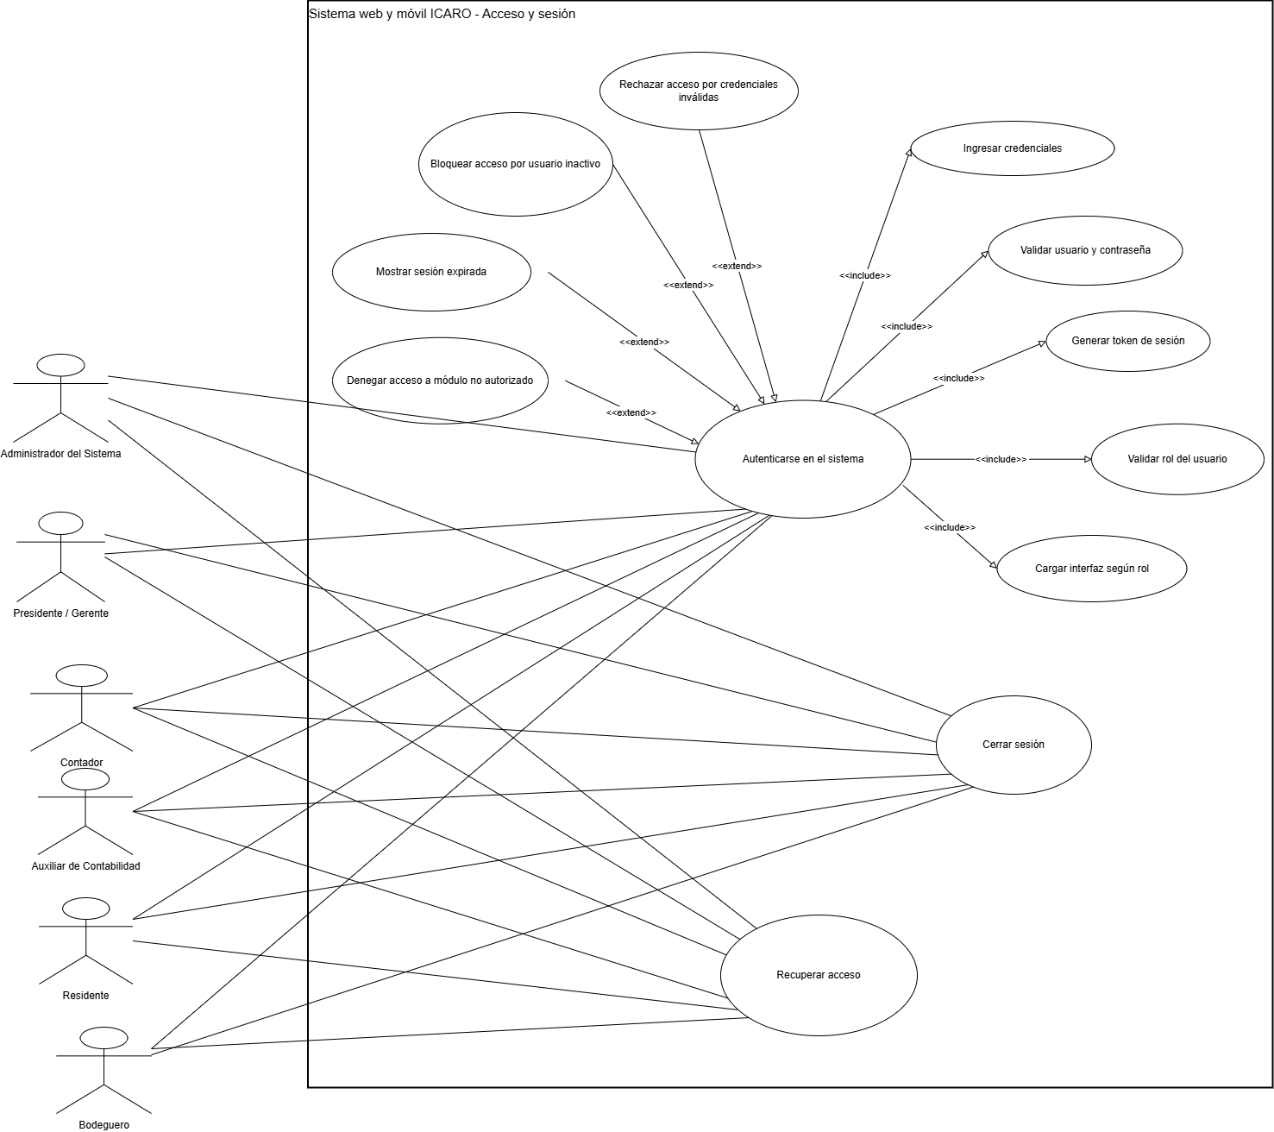 Sistema web y móvil ICARO - Acceso y sesión
Rechazar acceso por credenciales
inválidas
Ingresar credenciales
Bloquear acceso por usuario inactivo
Validar usuario y contraseña
Mostrar sesión expirada
<<extend>>
<<include>>
<<extend>>
<<include>>
<<extend>>
Generar token de sesión
Denegar acceso a módulo no autorizado
<<include>>
<<extend>>
Administrador del Sistema
Autenticarse en el sistema
<<include>>
Validar rol del usuario
<<include>>
Cargar interfaz según rol
Presidente / Gerente
Contador
Cerrar sesión
Auxiliar de Contabilidad
Residente
Recuperar acceso
Bodeguero